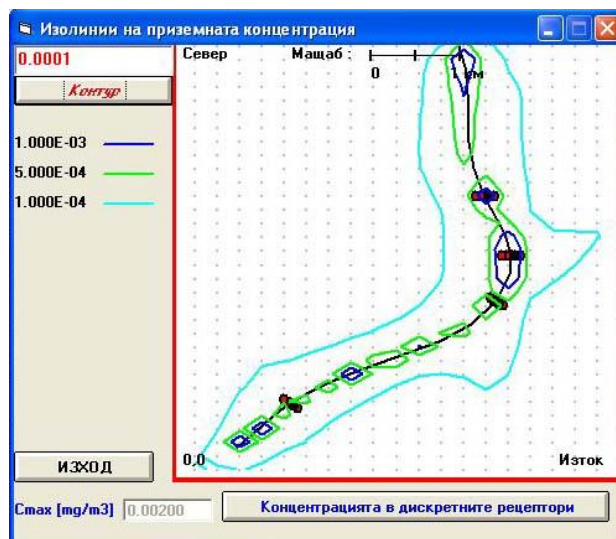 Изолинии на приземната концентрация
0.0001
Контур
1.000E-03
5.000E-04
1.000E-04
Север
Мащаб :
0
1 км
0,0
Изток
ИЗХОД
Cmax [mg/m3] 0.00200
Концентрацията в дискретните рецептори